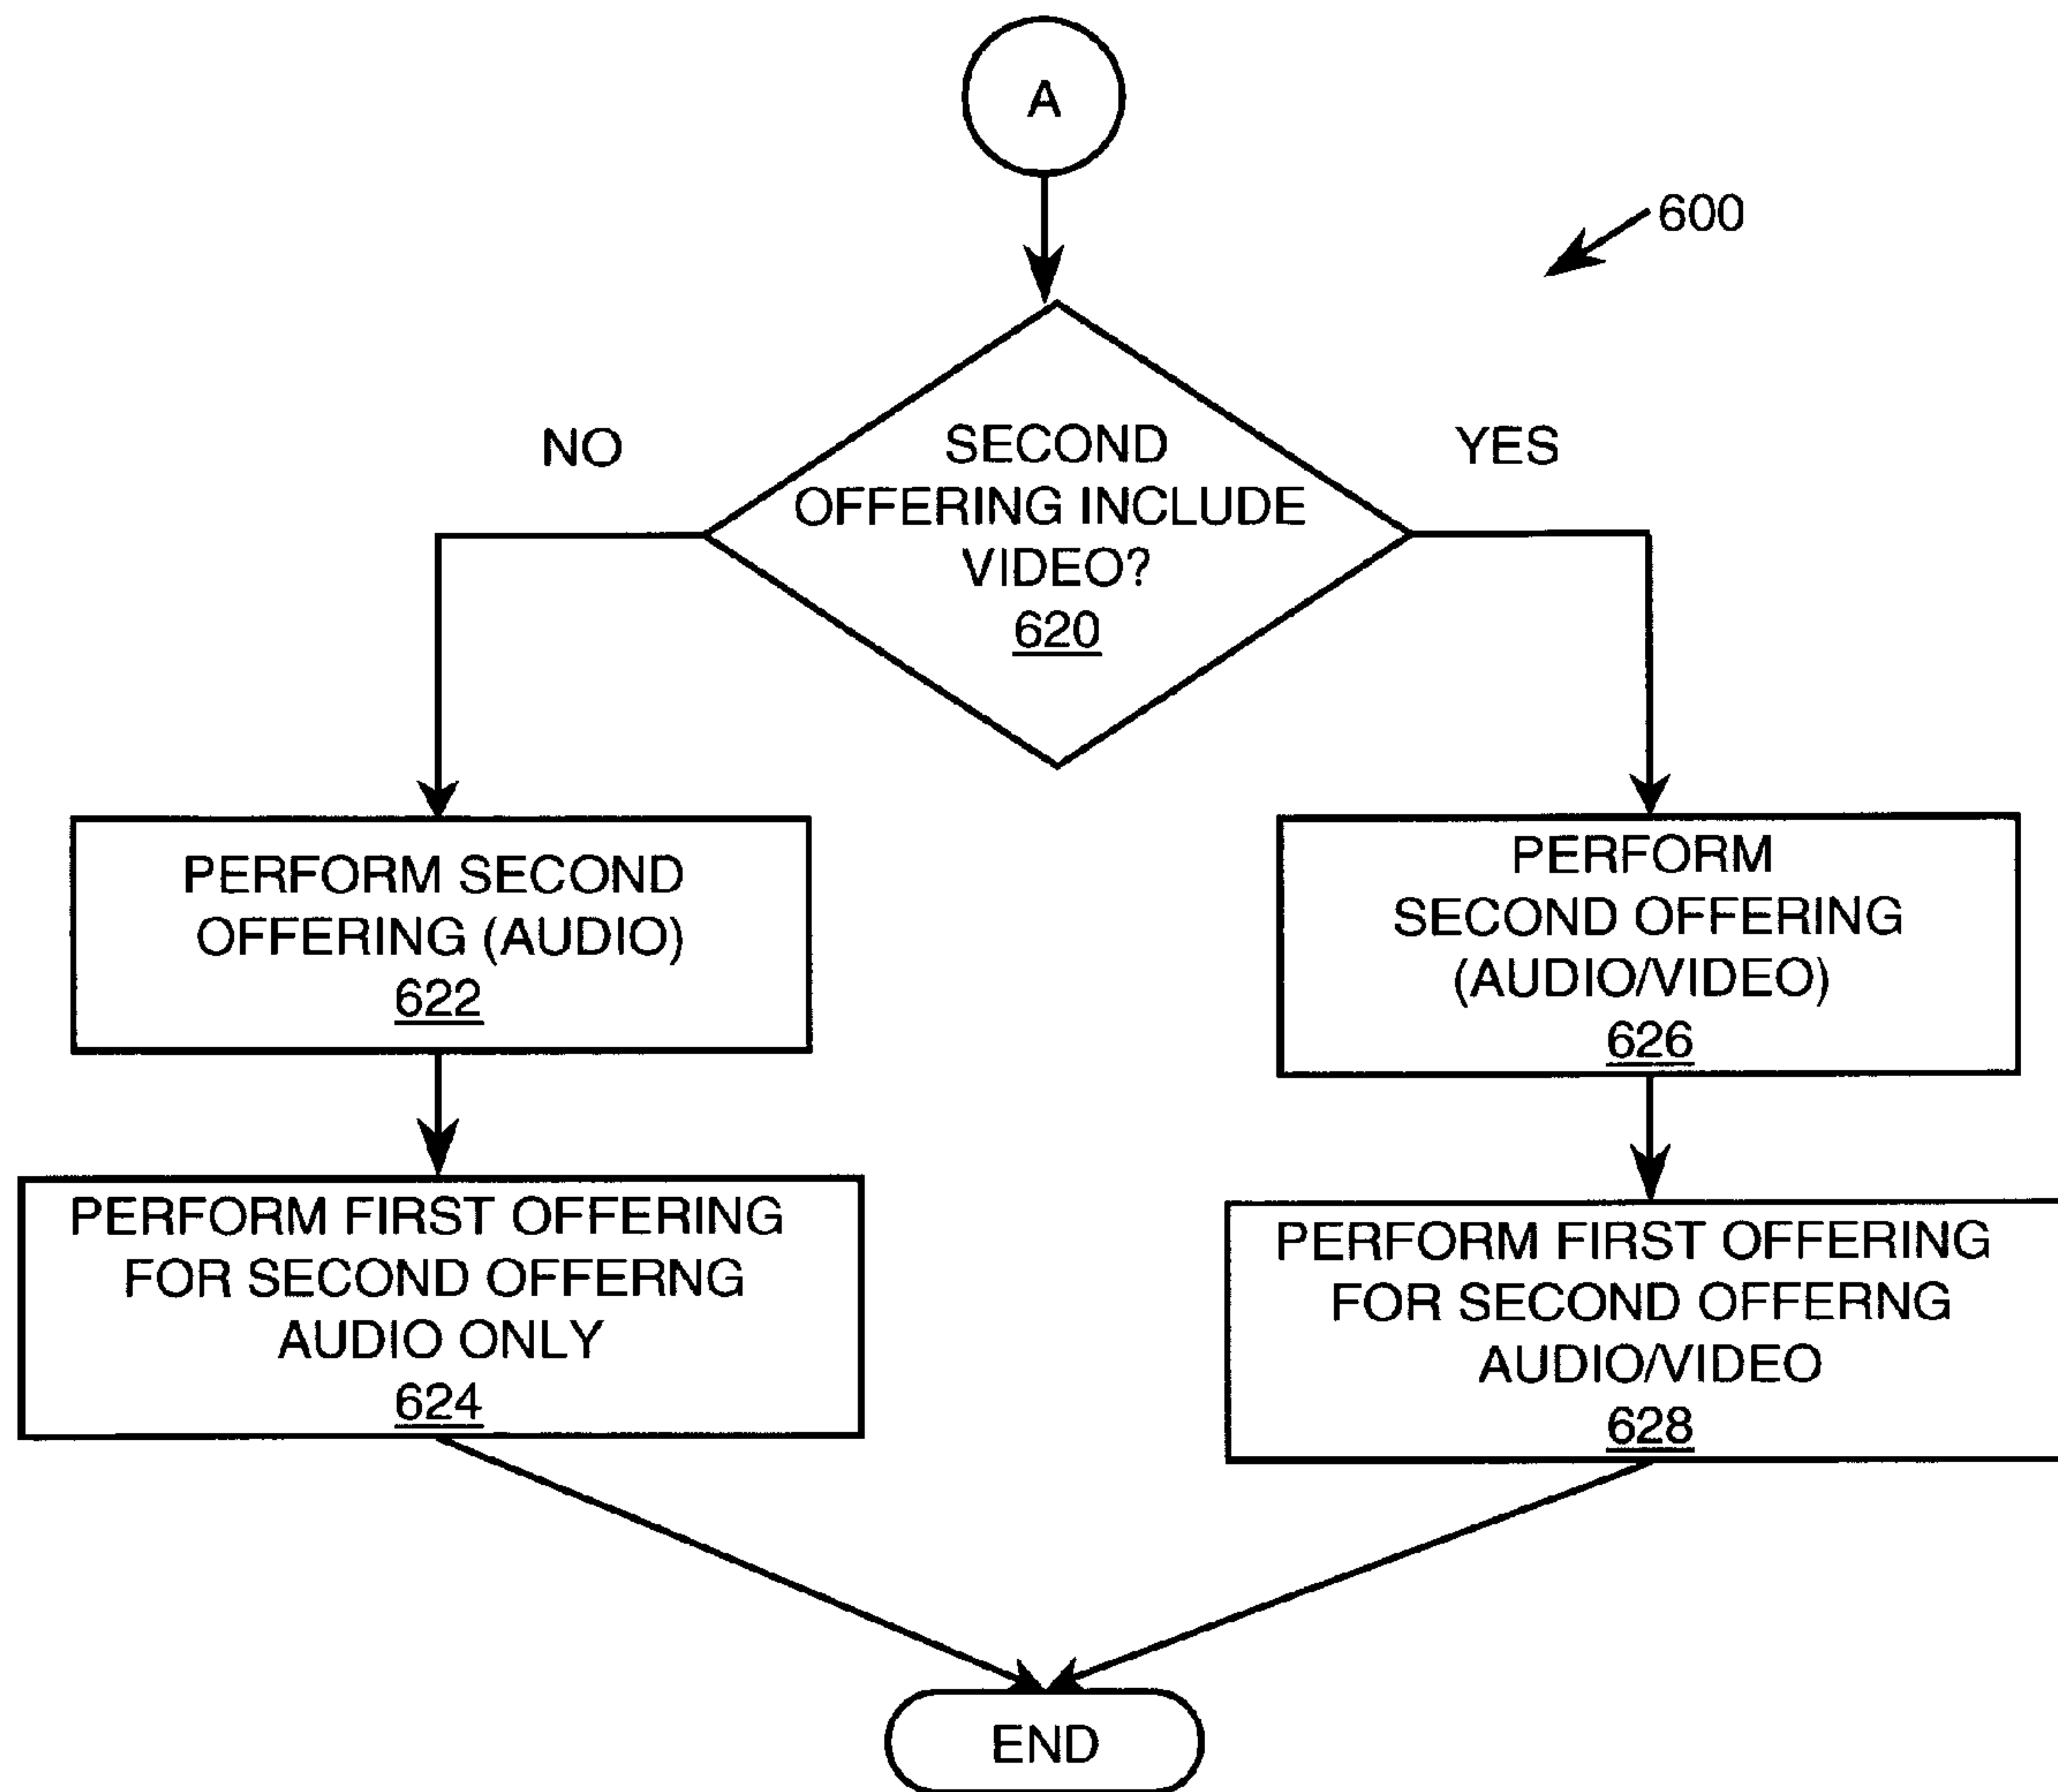 A
600
SECOND
OFFERING INCLUDE
VIDEO?
620
NO
YES
PERFORM SECOND
OFFERING (AUDIO)
622
PERFORM
SECOND OFFERING
(AUDIO/VIDEO)
626
PERFORM FIRST OFFERING
FOR SECOND OFFERNG
AUDIO ONLY
624
PERFORM FIRST OFFERING
FOR SECOND OFFERNG
AUDIO/VIDEO
628
END